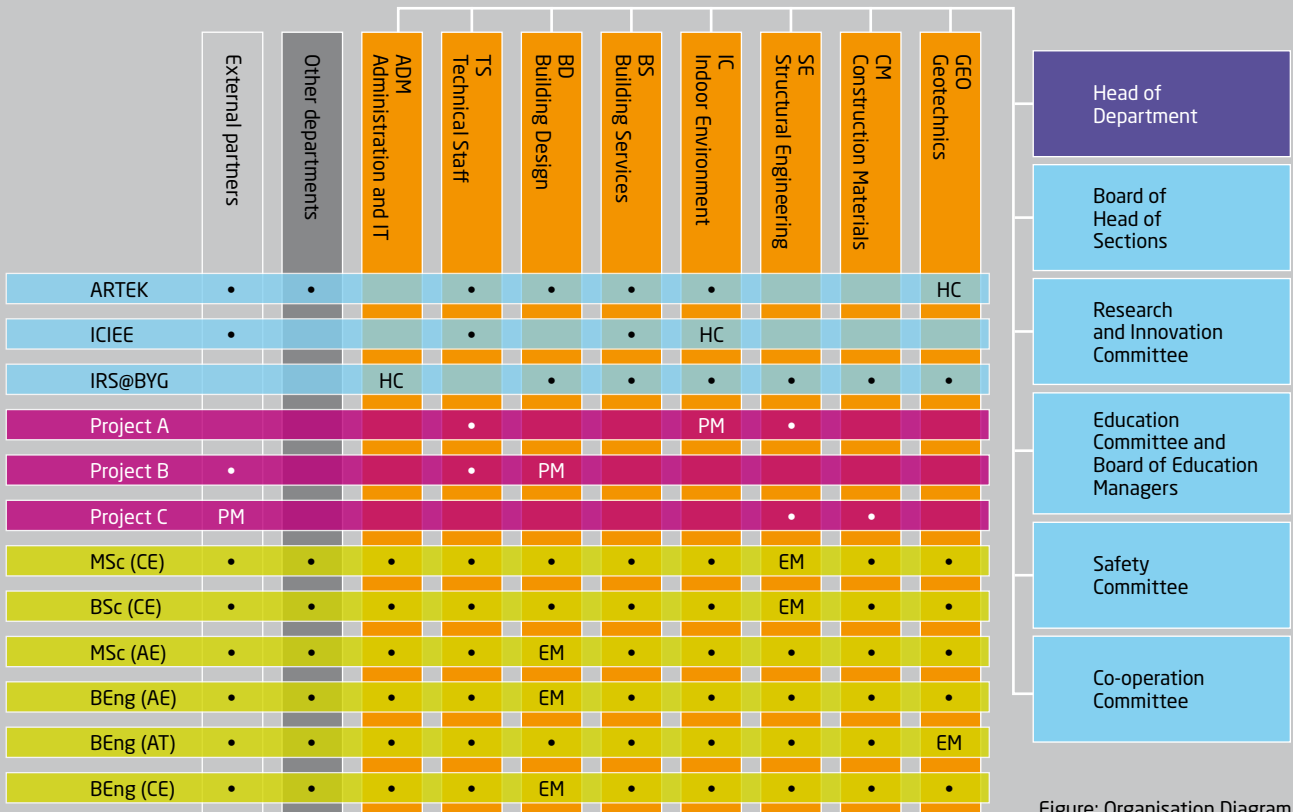 External partners
Other departments
ADM
Administration and IT
TS
Technical Staff
BD
Building Design
BS
Building Services
IC
Indoor Environment
SE
Structural Engineering
CM
Construction Materials
GEO
Geotechnics
Head of
Department
Board of
Head of
Sections
Research
and Innovation
Committee
Education
Committee and
Board of Education
Managers
Safety
Committee
Co-operation
Committee
ARTEK • • • • • • HC
ICIEE • • • HC
IRS@BYG HC • • • • • •
Project A • PM •
Project B • • PM
Project C PM • •
MSc (CE) • • • • • • • EM • •
BSc (CE) • • • • • • • EM • •
MSc (AE) • • • • EM • • • • •
BEng (AE) • • • • EM • • • • •
BEng (AT) • • • • • • • • • EM
BEng (CE) • • • • EM • • • • •
Figure: Organisation Diagram